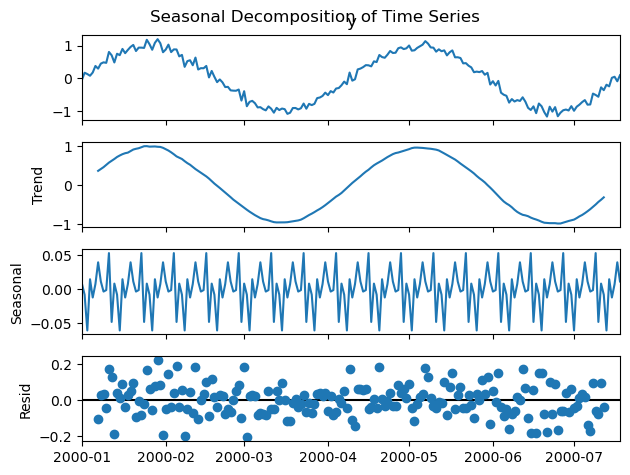 Seasonal Decomposition of Time Series
y
1
0
−1
Trend
1
0
−1
Seasonal
0.05
0.00
−0.05
Resid
0.2
0.0
−0.2
2000-01 2000-02 2000-03 2000-04 2000-05 2000-06 2000-07